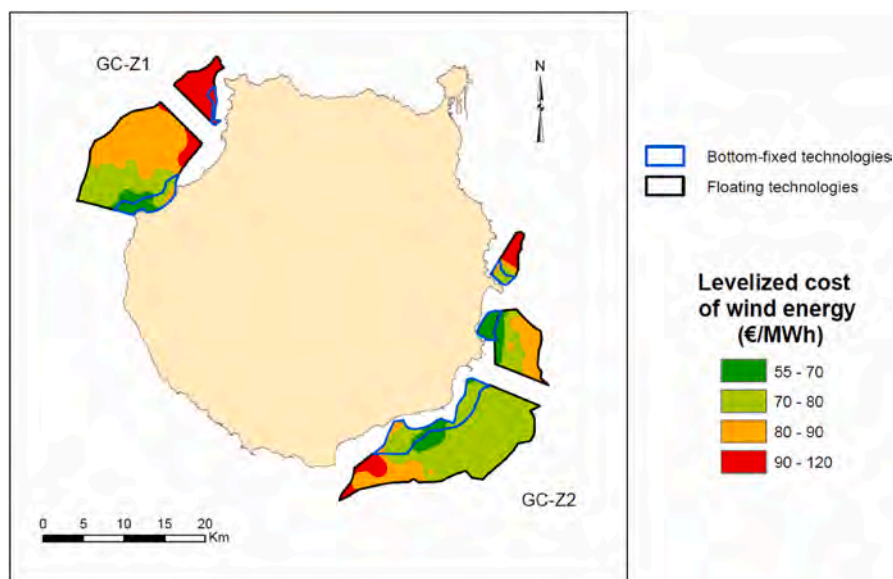 GC-Z1
N
Bottom-fixed technologies
Floating technologies
Levelized cost
of wind energy
(€/MWh)
55 - 70
70 - 80
80 - 90
90 - 120
GC-Z2
0 5 10 15 20
Km